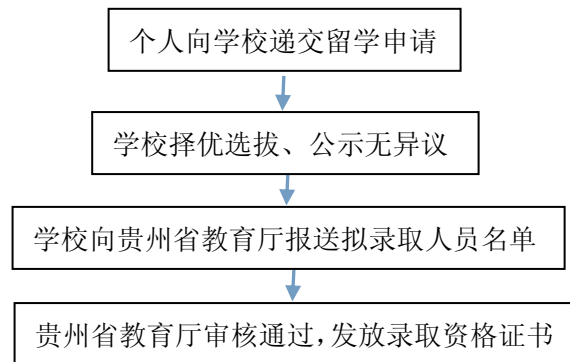 个人向学校递交留学申请
学校择优选拔、公示无异议
学校向贵州省教育厅报送拟录取人员名单
贵州省教育厅审核通过,发放录取资格证书